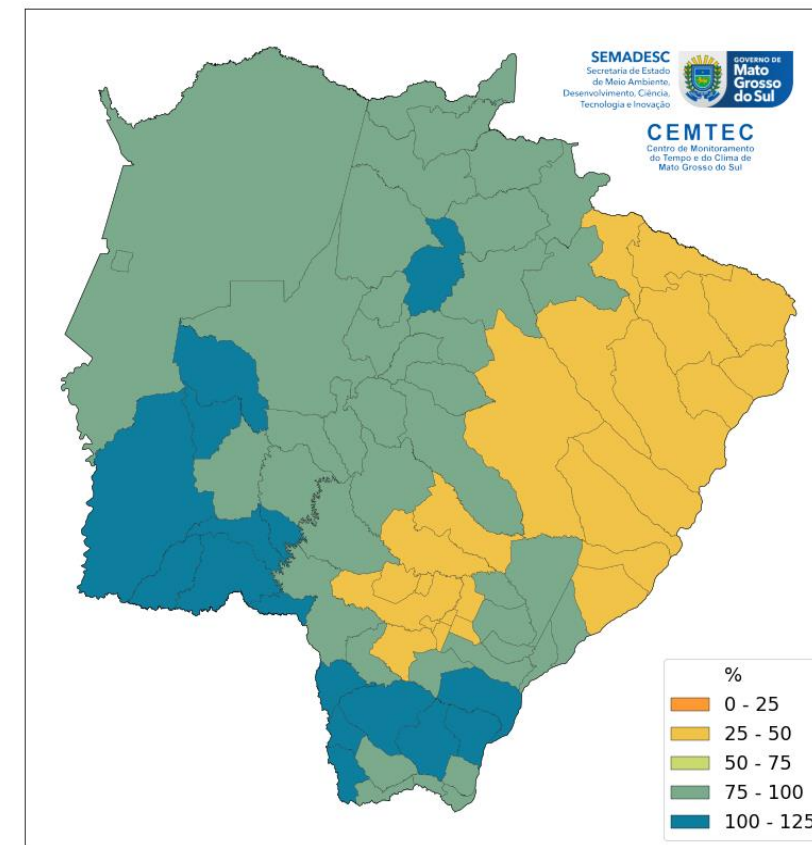 SEMADESC
Secretaria de Estado
de Meio Ambiente,
Desenvolvimento, Ciência,
Tecnologia e Inovação
GOVERNO DE
Mato
Grosso
do Sul
CEMTEC
Centro de Monitoramento
do Tempo e do Clima de
Mato Grosso do Sul
%
0 - 25
25 - 50
50 - 75
75 - 100
100 - 125